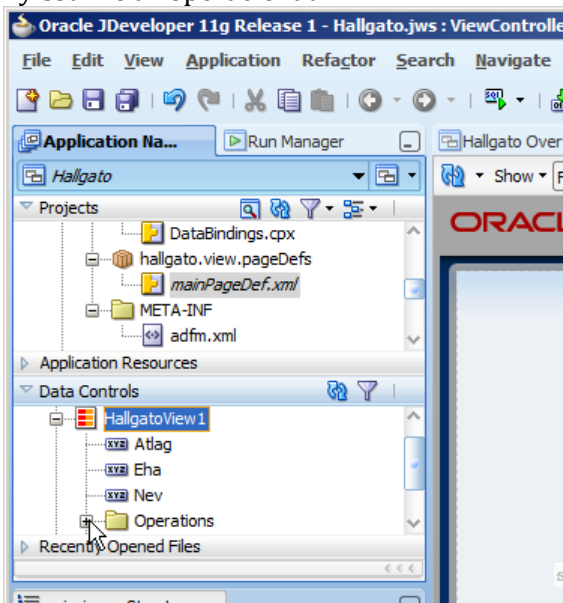 Oracle JDeveloper 11g Release 1 - Hallgato.jws : ViewControlle
File Edit View Application Refactor Search Navigate
Application Na... Run Manager Hallgato Over
Hallgato Show
Projects
ORACL
DataBindings.cpx
hallgato.view.pageDefs
mainPageDef.xml
META-INF
adfm.xml
Application Resources
Data Controls
HallgatoView1
Atlag
Eha
Nev
Operations
Recently Opened Files